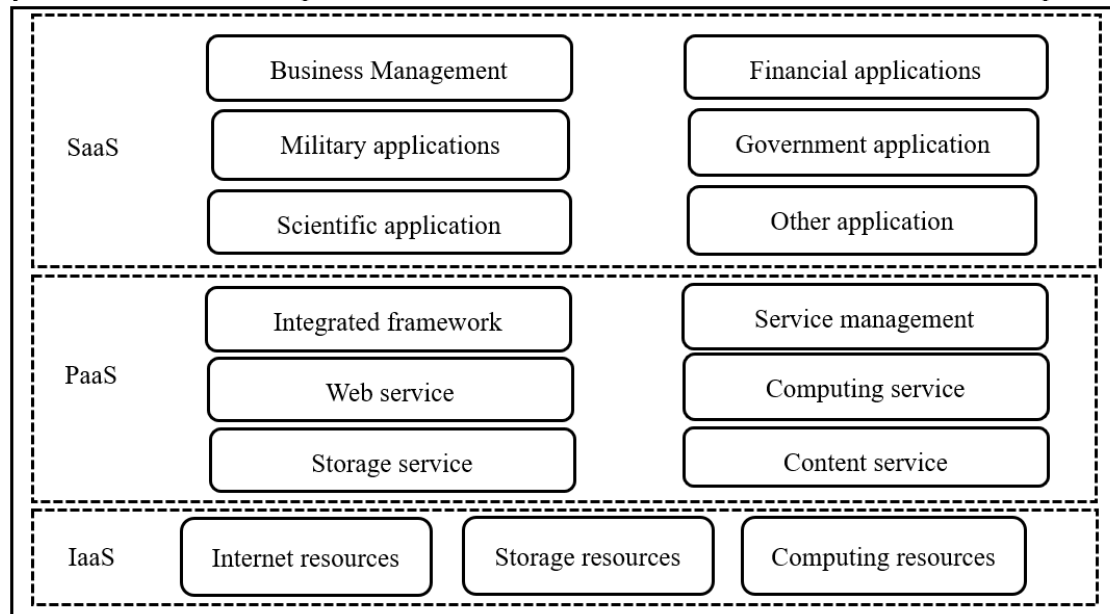 Business Management
Financial applications
SaaS
Military applications
Government application
Scientific application
Other application
Integrated framework
Service management
PaaS
Web service
Computing service
Storage service
Content service
IaaS
Internet resources
Storage resources
Computing resources